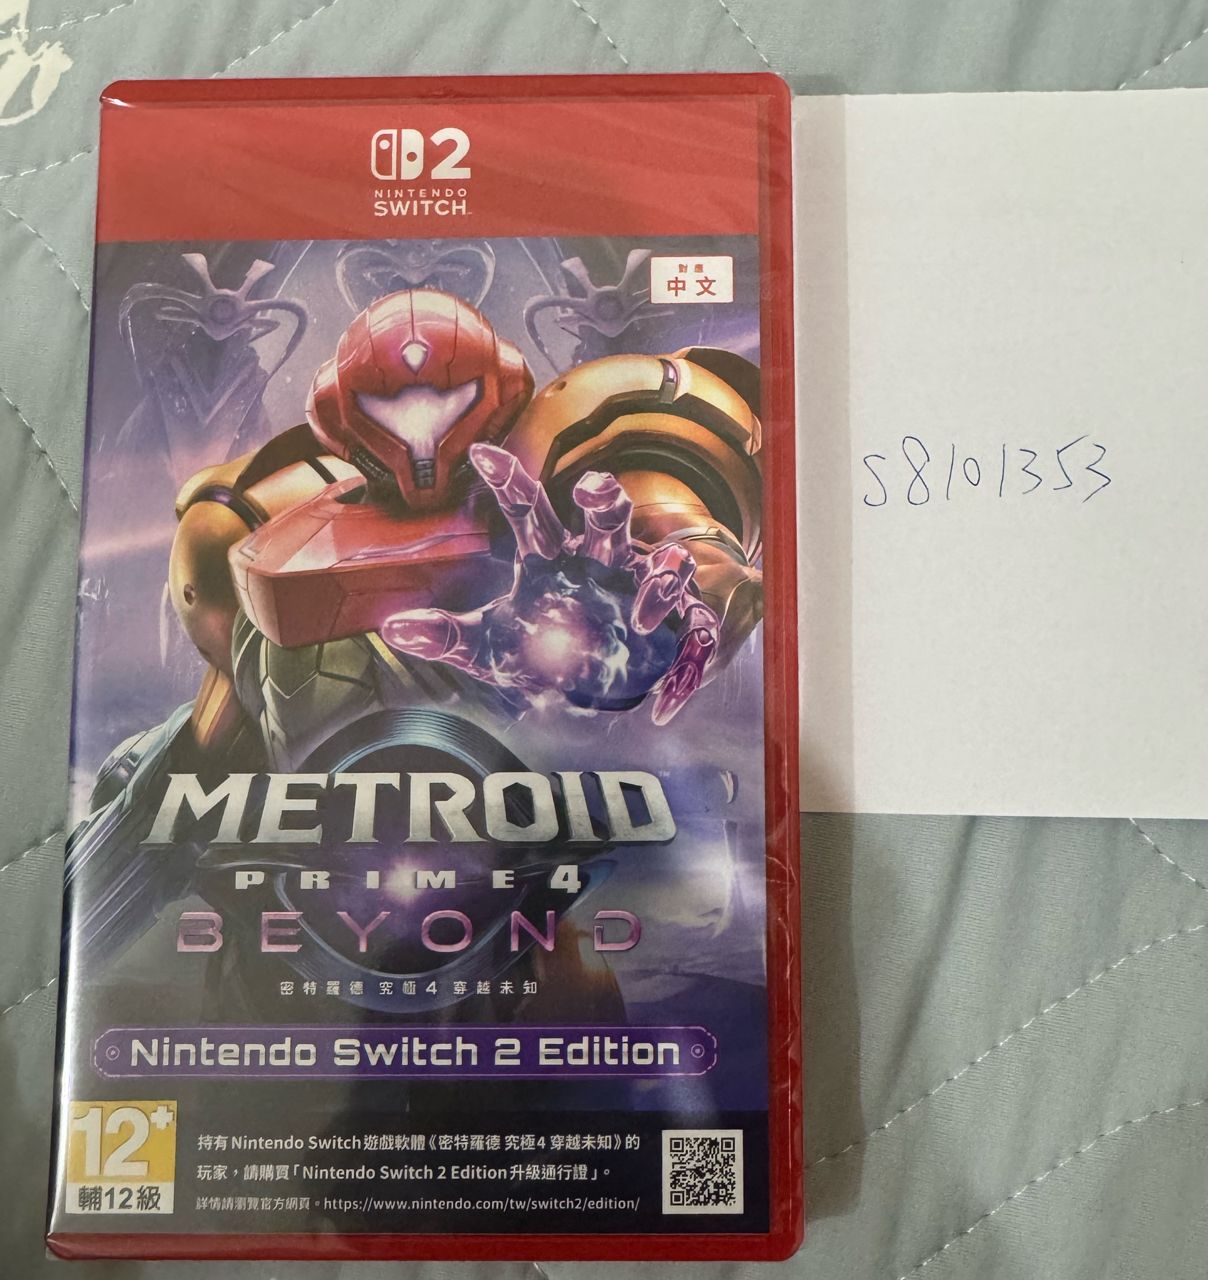 2
NINTENDO
SWITCH
對應
中文
s8101353
METROID™
PRIME 4
BEYOND
密特羅德 究極4 穿越未知
Nintendo Switch 2 Edition
12+
輔12級
持有Nintendo Switch遊戲軟體《密特羅德 究極4 穿越未知》的
玩家，請購買「Nintendo Switch 2 Edition升級通行證」。
詳情請瀏覽官方網頁。https://www.nintendo.com/tw/switch2/edition/